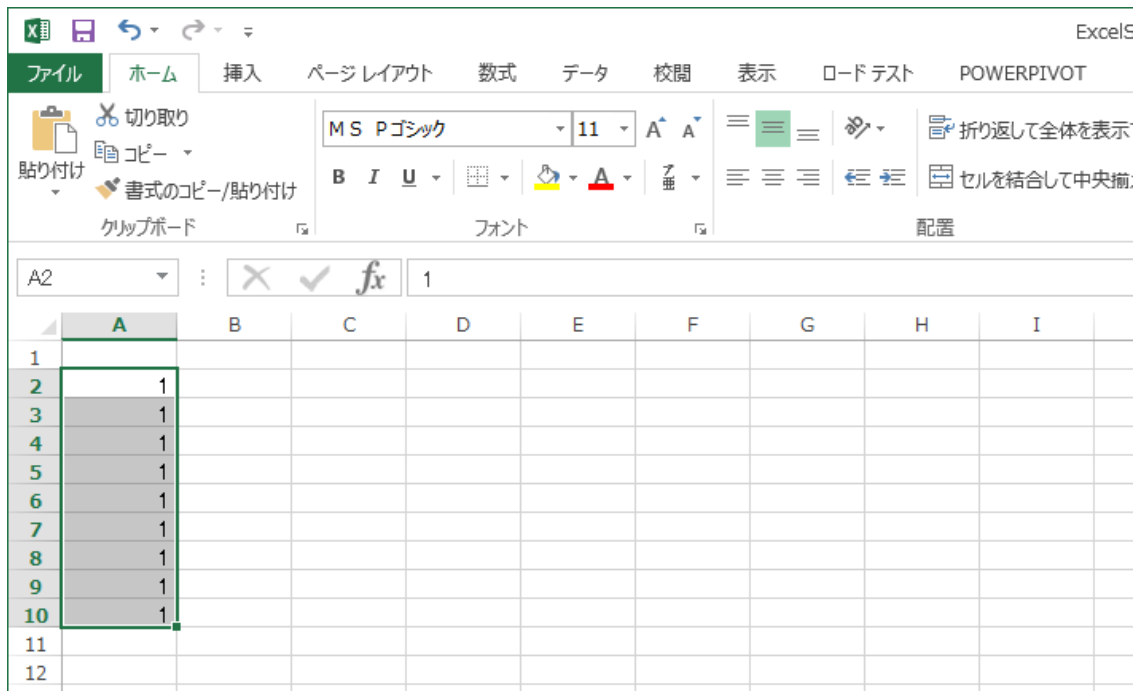 ExcelS
ファイル ホーム 挿入 ページ レイアウト 数式 データ 校閲 表示 ロード テスト POWERPIVOT
貼り付け
切り取り
コピー
書式のコピー/貼り付け
クリップボード
ＭＳ Ｐゴシック 11 A A
B I U A ア亜
フォント
折り返して全体を表示
セルを結合して中央揃
配置
A2 fx 1
A B C D E F G H I
1
2 1
3 1
4 1
5 1
6 1
7 1
8 1
9 1
10 1
11
12